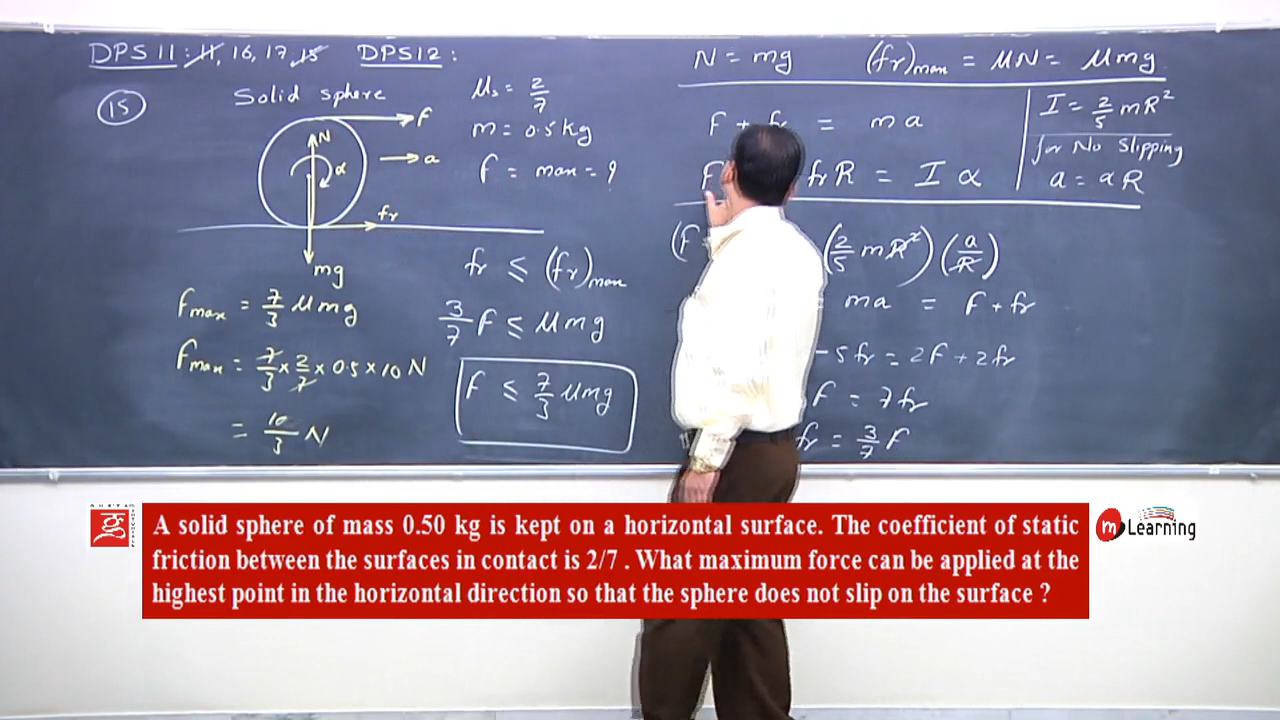 DPS 11 : 11, 16, 17, 15 DPS 12 :
15
Solid sphere
F
N
α
a
fr
mg
μs = 2/7
m = 0.5 kg
F = max = ?
Fmax = 7/3 μmg
Fmax = 7/3 × 2/7 × 0.5 × 10 N
= 10/3 N
fr ≤ (fr)max
3/7 F ≤ μmg
F ≤ 7/3 μmg
N = mg (fr)max = μN = μmg
F + fr = ma
F fr R = I α
I = 2/5 mR²
for No Slipping
a = αR
(F (2/5 mR²)(a/R)
= ma = F + fr
- 5fr = 2F + 2fr
F = 7fr
fr = 3/7 F
A solid sphere of mass 0.50 kg is kept on a horizontal surface. The coefficient of static
friction between the surfaces in contact is 2/7 . What maximum force can be applied at the
highest point in the horizontal direction so that the sphere does not slip on the surface ?
m Learning